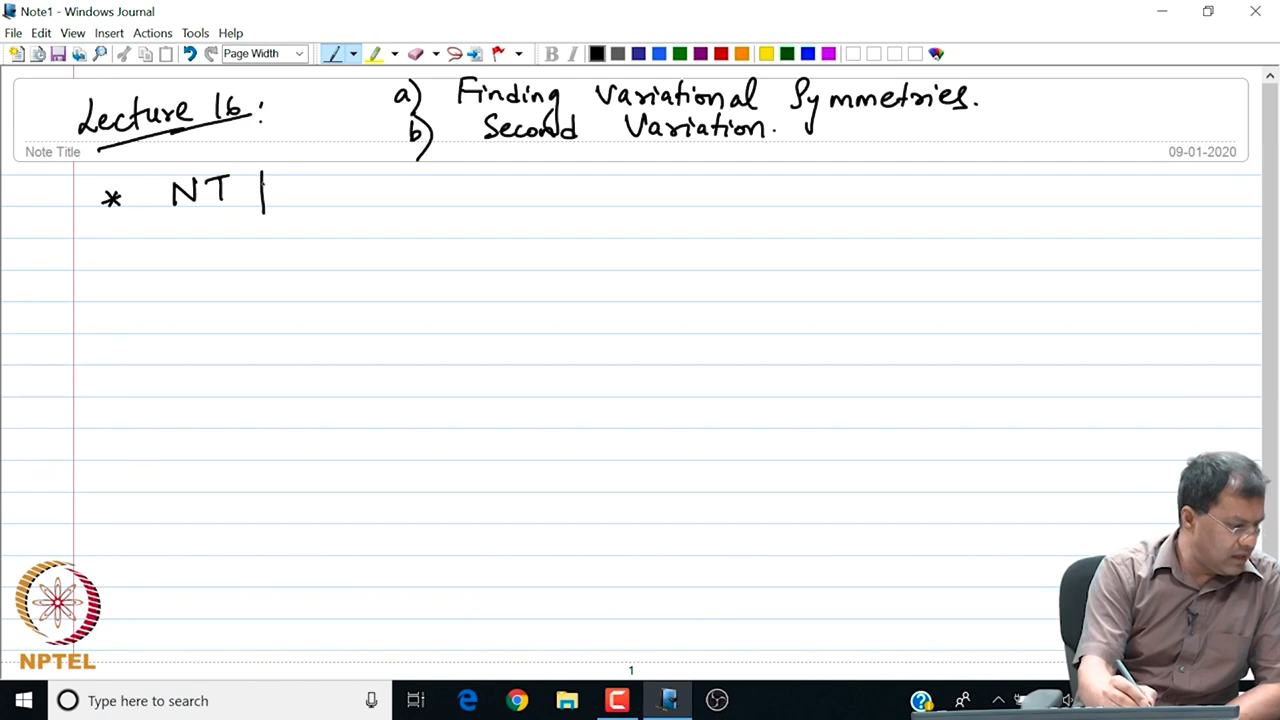 Note1 - Windows Journal
File Edit View Insert Actions Tools Help
Page Width
B I
Lecture 16:
a) Finding Variational Symmetries.
b) Second Variation.
Note Title
09-01-2020
* NT |
NPTEL
1
Type here to search